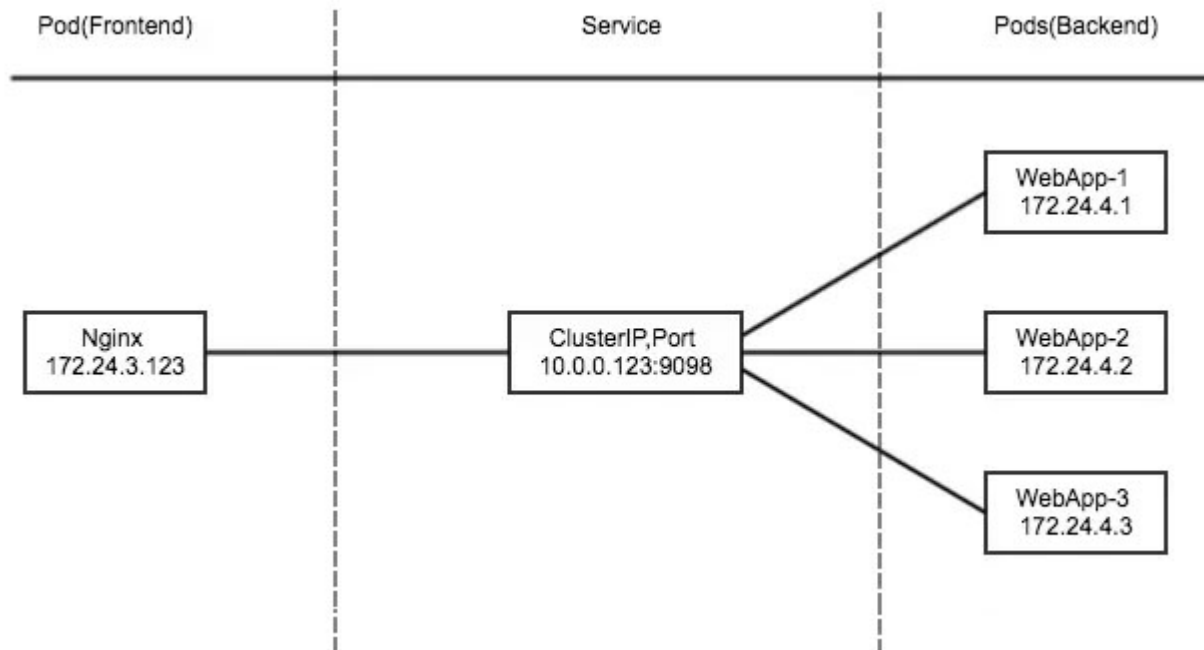 Pod(Frontend)
Service
Pods(Backend)
WebApp-1
172.24.4.1
Nginx
172.24.3.123
ClusterIP,Port
10.0.0.123:9098
WebApp-2
172.24.4.2
WebApp-3
172.24.4.3